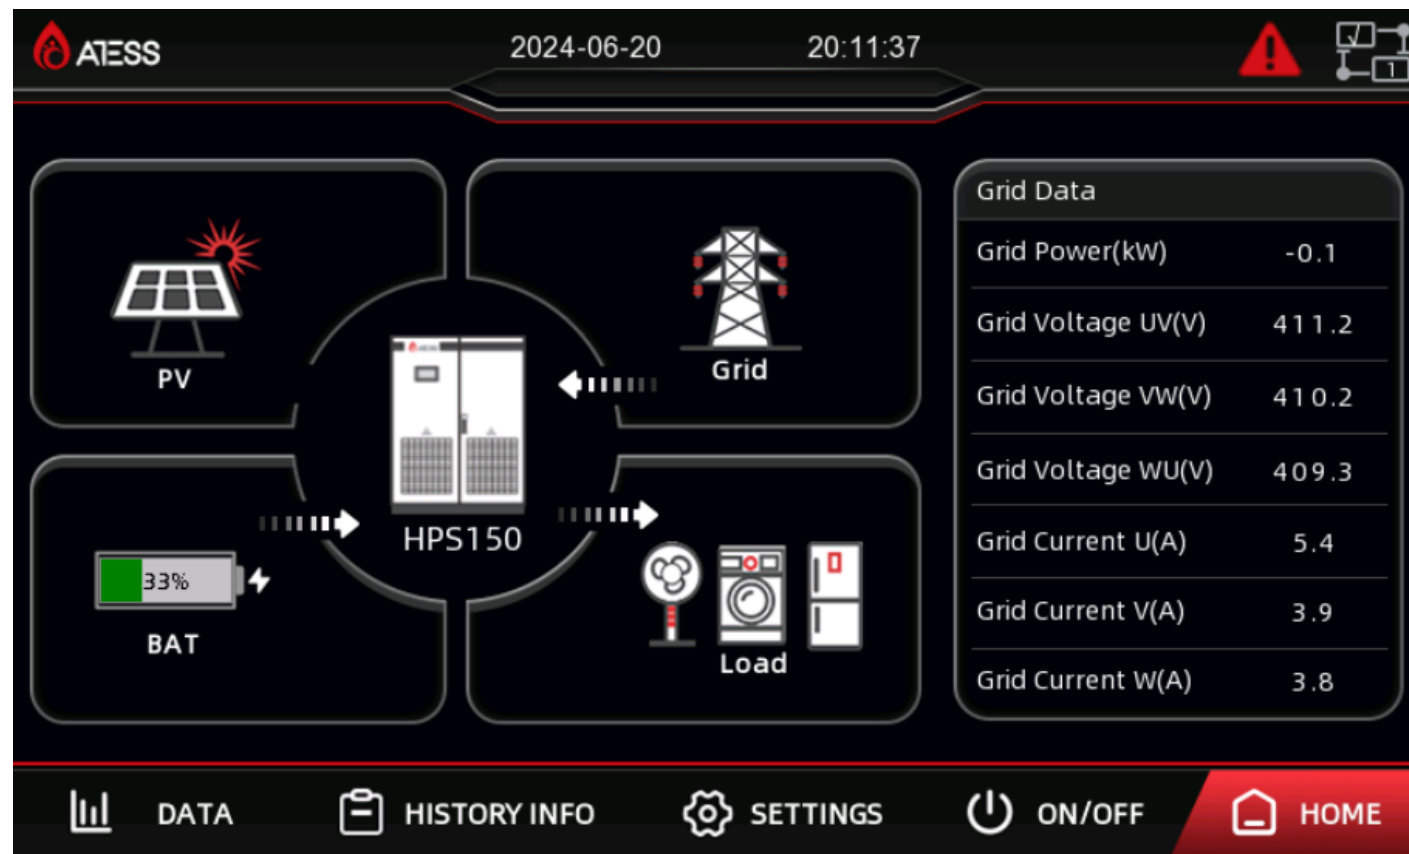 ATESS
2024-06-20 20:11:37
1
PV
Grid
HPS150
33%
BAT
Load
Grid Data
Grid Power(kW) -0.1
Grid Voltage UV(V) 411.2
Grid Voltage VW(V) 410.2
Grid Voltage WU(V) 409.3
Grid Current U(A) 5.4
Grid Current V(A) 3.9
Grid Current W(A) 3.8
DATA
HISTORY INFO
SETTINGS
ON/OFF
HOME